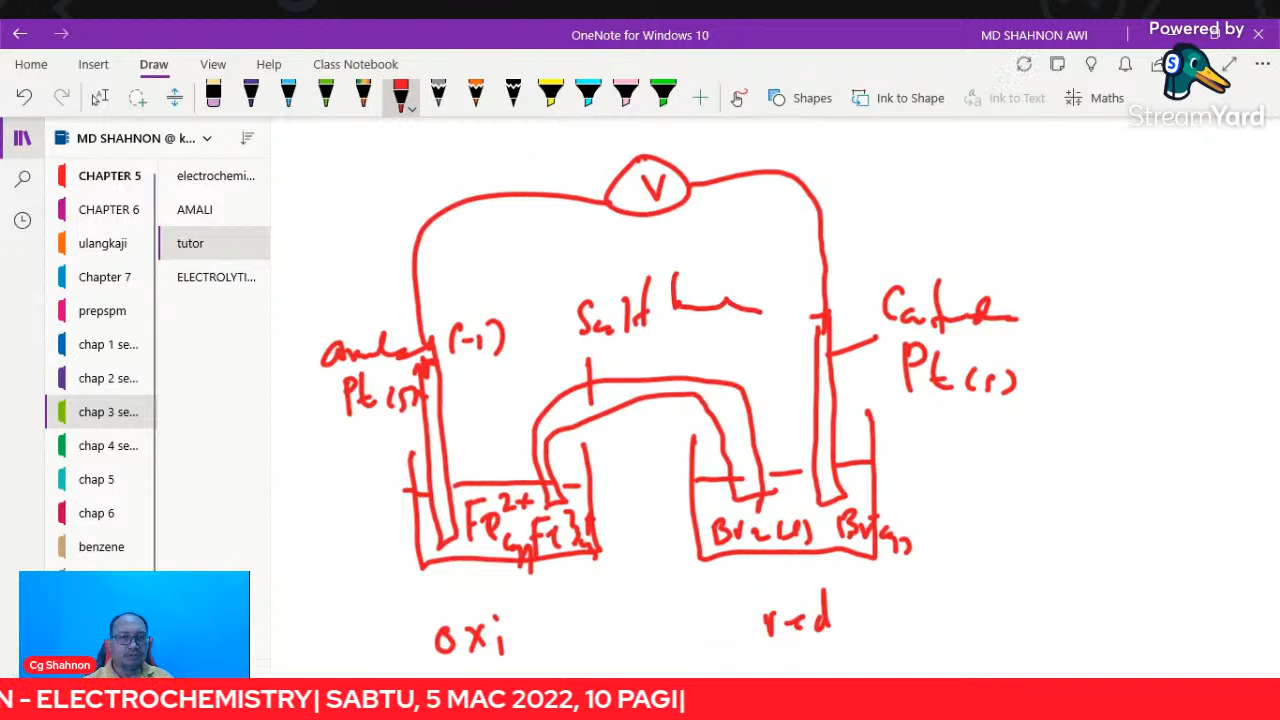 OneNote for Windows 10
MD SHAHNON AWI
Powered by
StreamYard
Home Insert Draw View Help Class Notebook
Shapes Ink to Shape Ink to Text Maths
MD SHAHNON @ k...
CHAPTER 5
CHAPTER 6
ulangkaji
Chapter 7
prepspm
chap 1 se...
chap 2 se...
chap 3 se...
chap 4 se...
chap 5
chap 6
benzene
electrochemi...
AMALI
tutor
ELECTROLYTI...
V
Salt
(-1)
Pt(s)
Pt(s)
Fe2+
Fe3+
Br2(l) Br-(aq)
oxi
red
Cg Shahnon
N - ELECTROCHEMISTRY| SABTU, 5 MAC 2022, 10 PAGI|